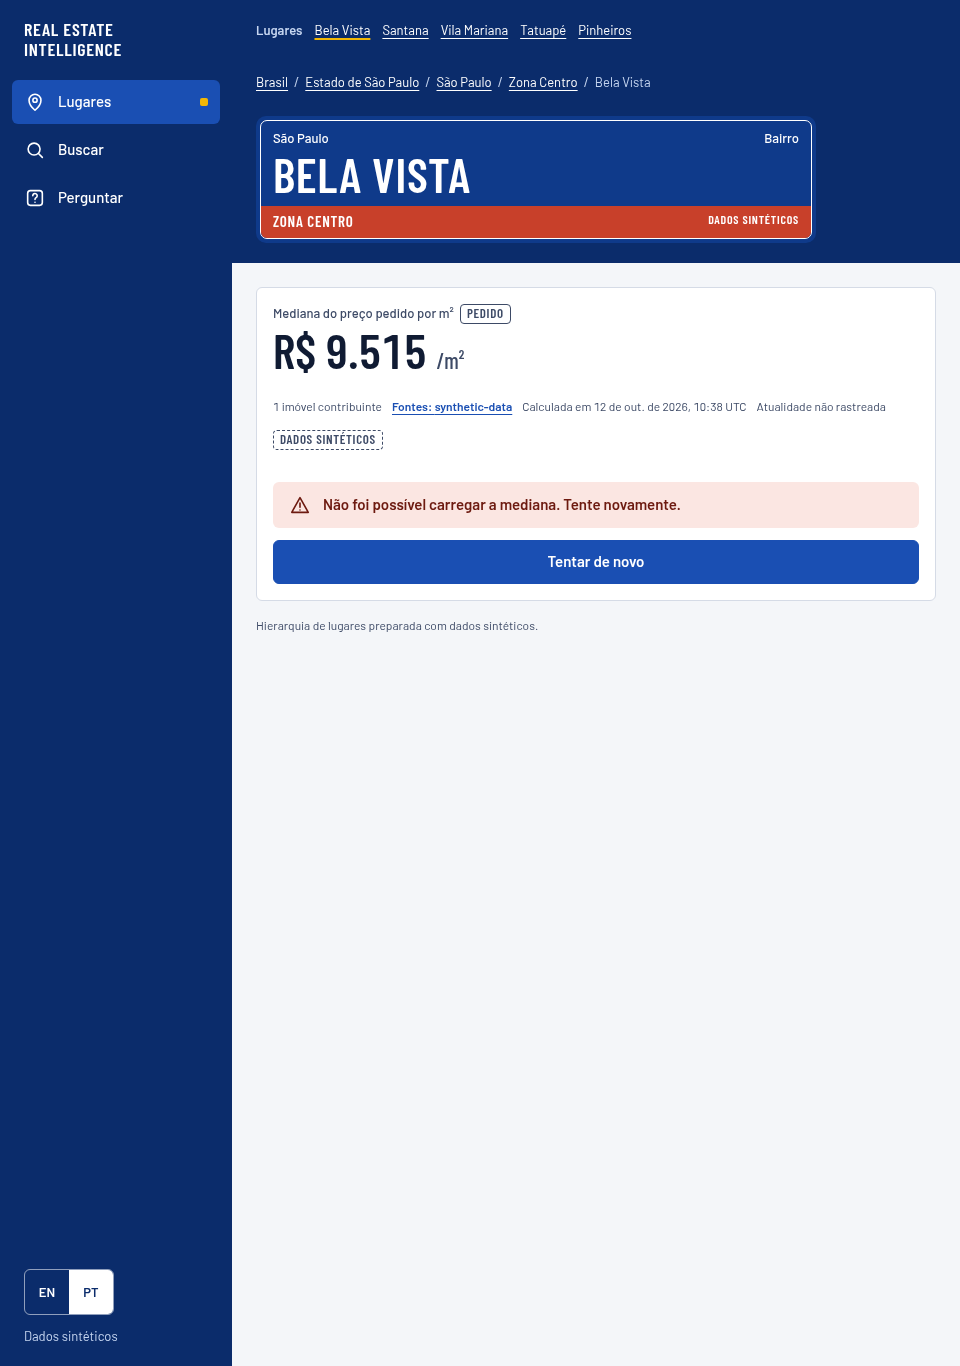 REAL ESTATE
INTELLIGENCE
Lugares
Buscar
Perguntar
Lugares Bela Vista Santana Vila Mariana Tatuapé Pinheiros
Brasil / Estado de São Paulo / São Paulo / Zona Centro / Bela Vista
São Paulo Bairro
BELA VISTA
ZONA CENTRO DADOS SINTÉTICOS
Mediana do preço pedido por m² PEDIDO
R$ 9.515 /m²
1 imóvel contribuinte Fontes: synthetic-data Calculada em 12 de out. de 2026, 10:38 UTC Atualidade não rastreada
DADOS SINTÉTICOS
Não foi possível carregar a mediana. Tente novamente.
Tentar de novo
Hierarquia de lugares preparada com dados sintéticos.
EN PT
Dados sintéticos